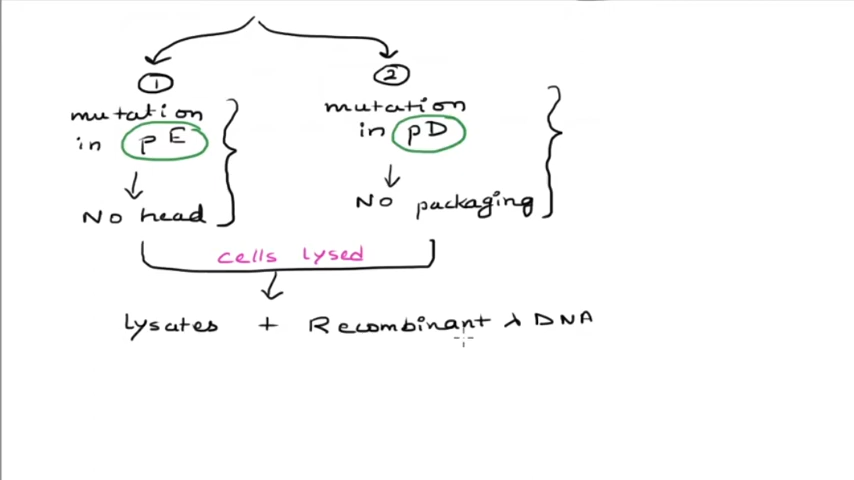 1
mutation
in pE
No head
2
mutation
in pD
No packaging
cells lysed
Lysates + Recombinant λ DNA